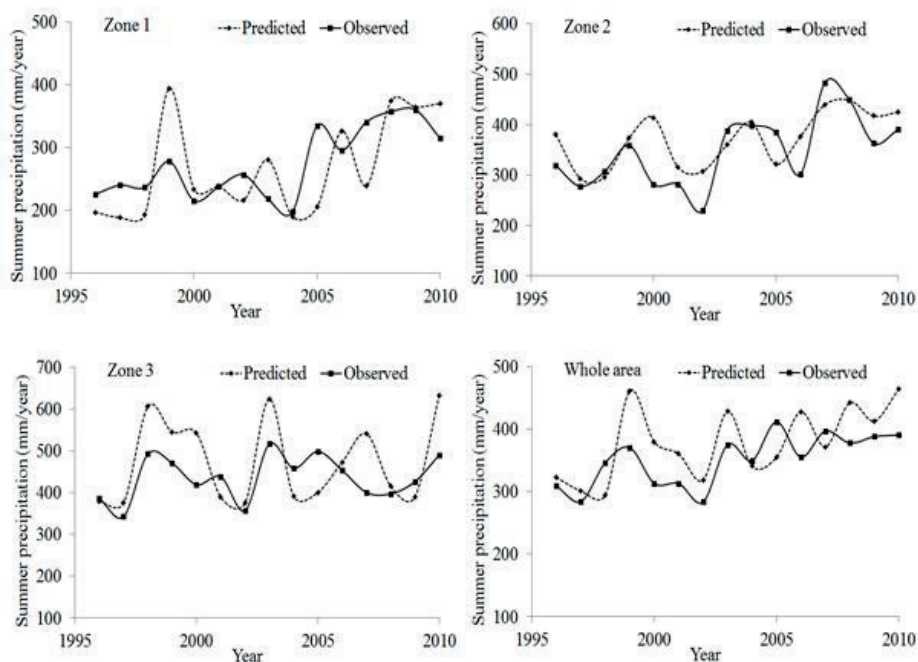 Zone 1
Predicted Observed
Summer precipitation (mm/year)
500
400
300
200
100
1995 2000 2005 2010
Year
Zone 2
Predicted Observed
Summer precipitation (mm/year)
600
500
400
300
200
100
1995 2000 2005 2010
Year
Zone 3
Predicted Observed
Summer precipitation (mm/year)
700
600
500
400
300
200
100
1995 2000 2005 2010
Year
Whole area
Predicted Observed
Summer precipitation (mm/year)
500
400
300
200
100
1995 2000 2005 2010
Year